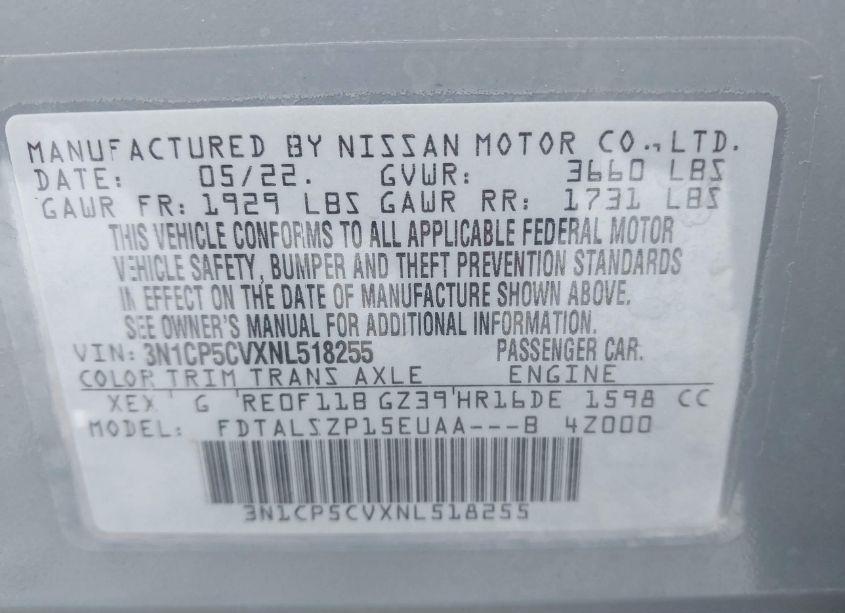 MANUFACTURED BY NISSAN MOTOR CO., LTD.
DATE: 05/22. GVWR: 3660 LBS
GAWR FR: 1929 LBS GAWR RR: 1731 LBS
THIS VEHICLE CONFORMS TO ALL APPLICABLE FEDERAL MOTOR
VEHICLE SAFETY, BUMPER AND THEFT PREVENTION STANDARDS
IN EFFECT ON THE DATE OF MANUFACTURE SHOWN ABOVE.
SEE OWNER'S MANUAL FOR ADDITIONAL INFORMATION.
VIN: 3N1CP5CVXNL518255 PASSENGER CAR.
COLOR TRIM TRANS AXLE ENGINE
XEX G RE0F11B GZ39 HR16DE 1598 CC
MODEL: FDTALSZP15EUAA---B 4Z000
3N1CP5CVXNL518255